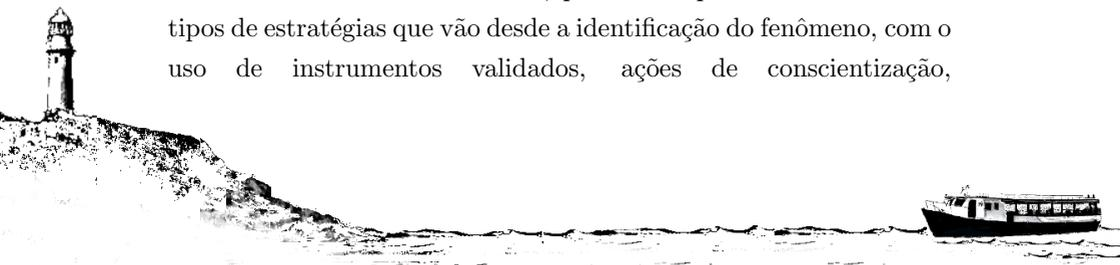 tipos de estratégias que vão desde a identificação do fenômeno, com o
uso de instrumentos validados, ações de conscientização,